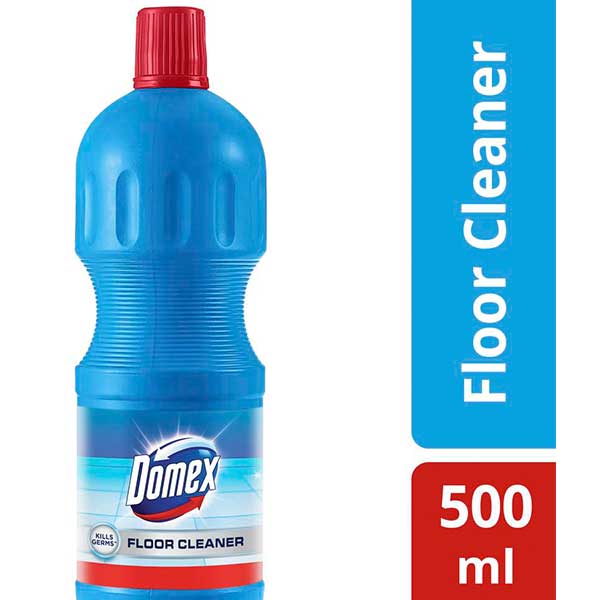 Domex
KILLS
GERMS*
FLOOR CLEANER
Floor Cleaner
500
ml